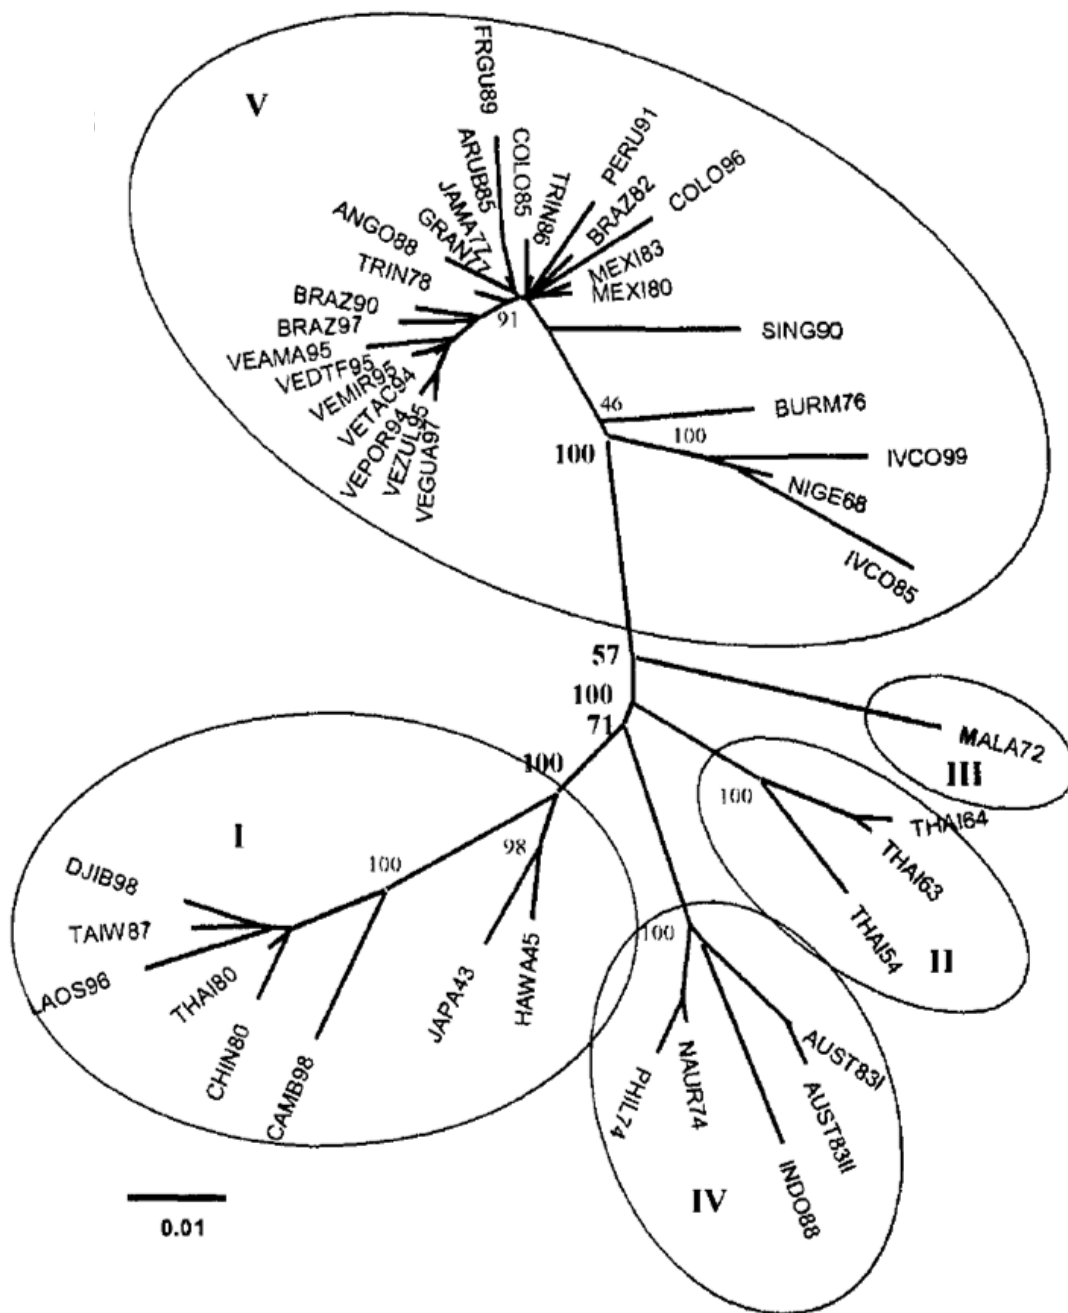 V
FRGU89
ARUB85
COLO85
JAMA77
GRAN77
TRIN86
PERU91
BRAZ82
COLO96
ANGO88
TRIN78
MEXI83
MEXI80
BRAZ90
BRAZ97
91
SING90
VEAMA95
VEDTF95
VEMIR95
VETAC94
VEPOR94
VEZUL95
VEGUA97
46
BURM76
100
100
IVCO99
NIGE68
IVCO85
57
100
71
MALA72
III
100
100
THAI64
THAI63
THAI54
II
I
98
100
DJIB98
TAIW87
LAOS96
THAI80
CHIN80
CAMB98
JAPA43
HAWA45
100
PHIL74
NAUR74
AUST83I
AUST83II
INDO88
IV
0.01